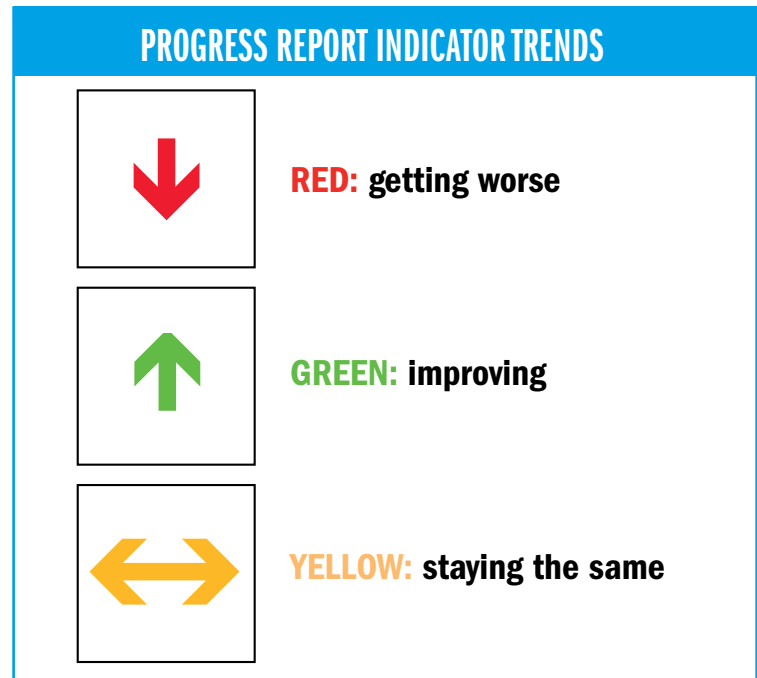 PROGRESS REPORT INDICATOR TRENDS
RED: getting worse
GREEN: improving
YELLOW: staying the same